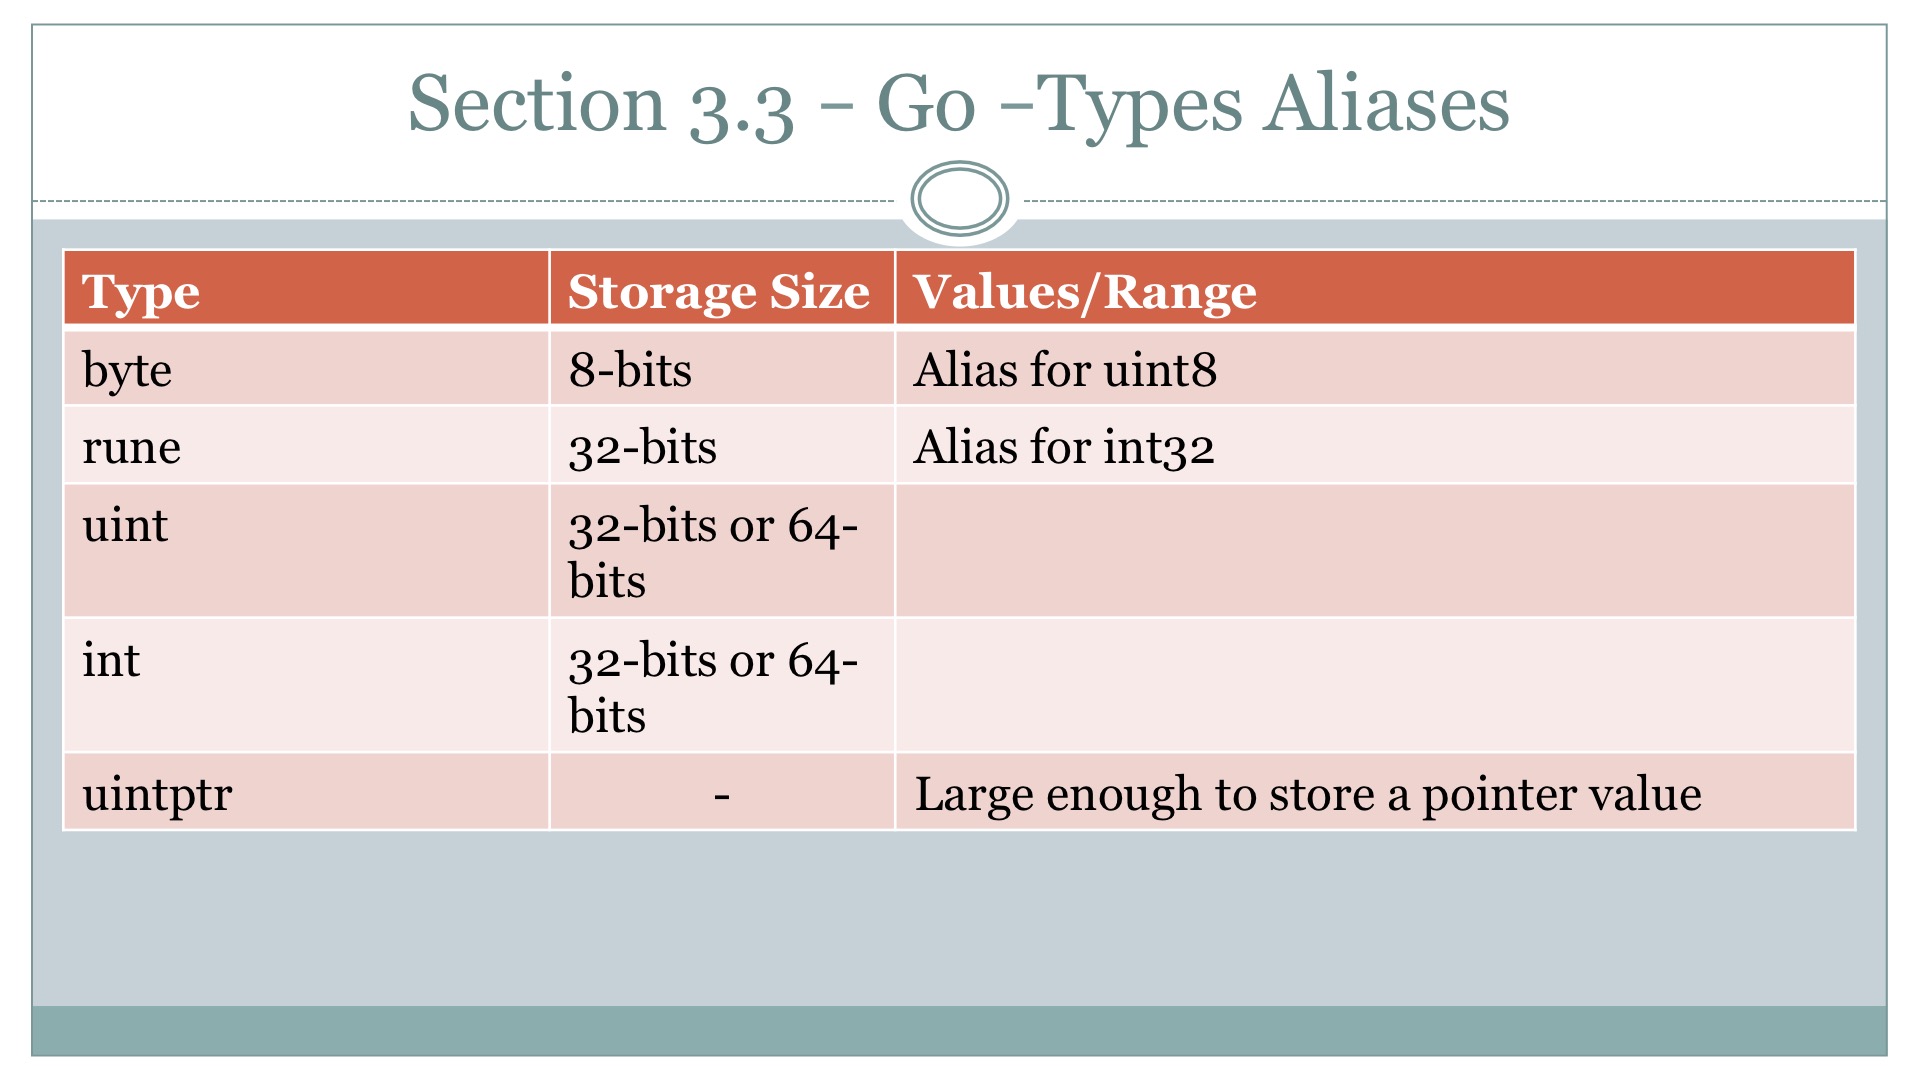 Section 3.3 – Go –Types Aliases
Type Storage Size Values/Range
byte 8-bits Alias for uint8
rune 32-bits Alias for int32
uint 32-bits or 64-
bits
int 32-bits or 64-
bits
uintptr - Large enough to store a pointer value